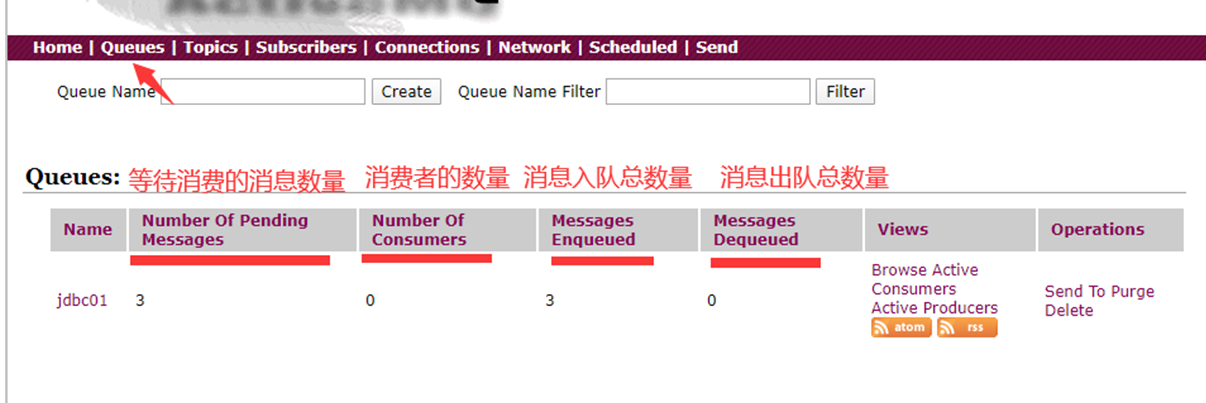 ActiveMQ
Home | Queues | Topics | Subscribers | Connections | Network | Scheduled | Send
Queue Name Create Queue Name Filter Filter
Queues: 等待消费的消息数量 消费者的数量 消息入队总数量 消息出队总数量
Name Number Of Pending Messages Number Of Consumers Messages Enqueued Messages Dequeued Views Operations
jdbc01 3 0 3 0
Browse Active
Consumers
Active Producers
atom rss
Send To Purge
Delete